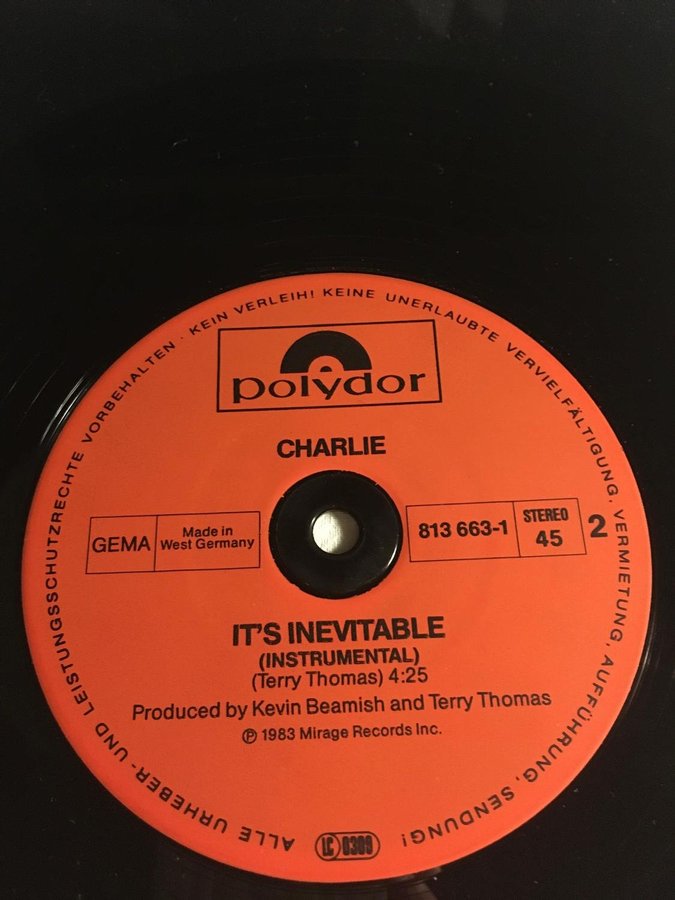 ALLE URHEBER- UND LEISTUNGSSCHUTZRECHTE VORBEHALTEN · KEIN VERLEIH! KEINE UNERLAUBTE VERVIELFÄLTIGUNG, VERMIETUNG, AUFFÜHRUNG, SENDUNG!
polydor
CHARLIE
GEMA
Made in
West Germany
813 663-1
STEREO
45
2
IT'S INEVITABLE
(INSTRUMENTAL)
(Terry Thomas) 4:25
Produced by Kevin Beamish and Terry Thomas
℗ 1983 Mirage Records Inc.
LC 0309